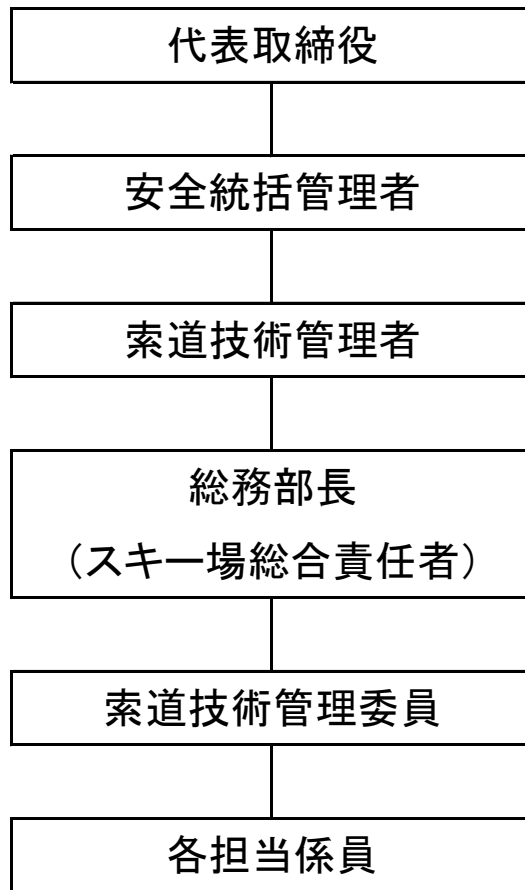 代表取締役
安全統括管理者
索道技術管理者
総務部長
（スキー場総合責任者）
索道技術管理委員
各担当係員